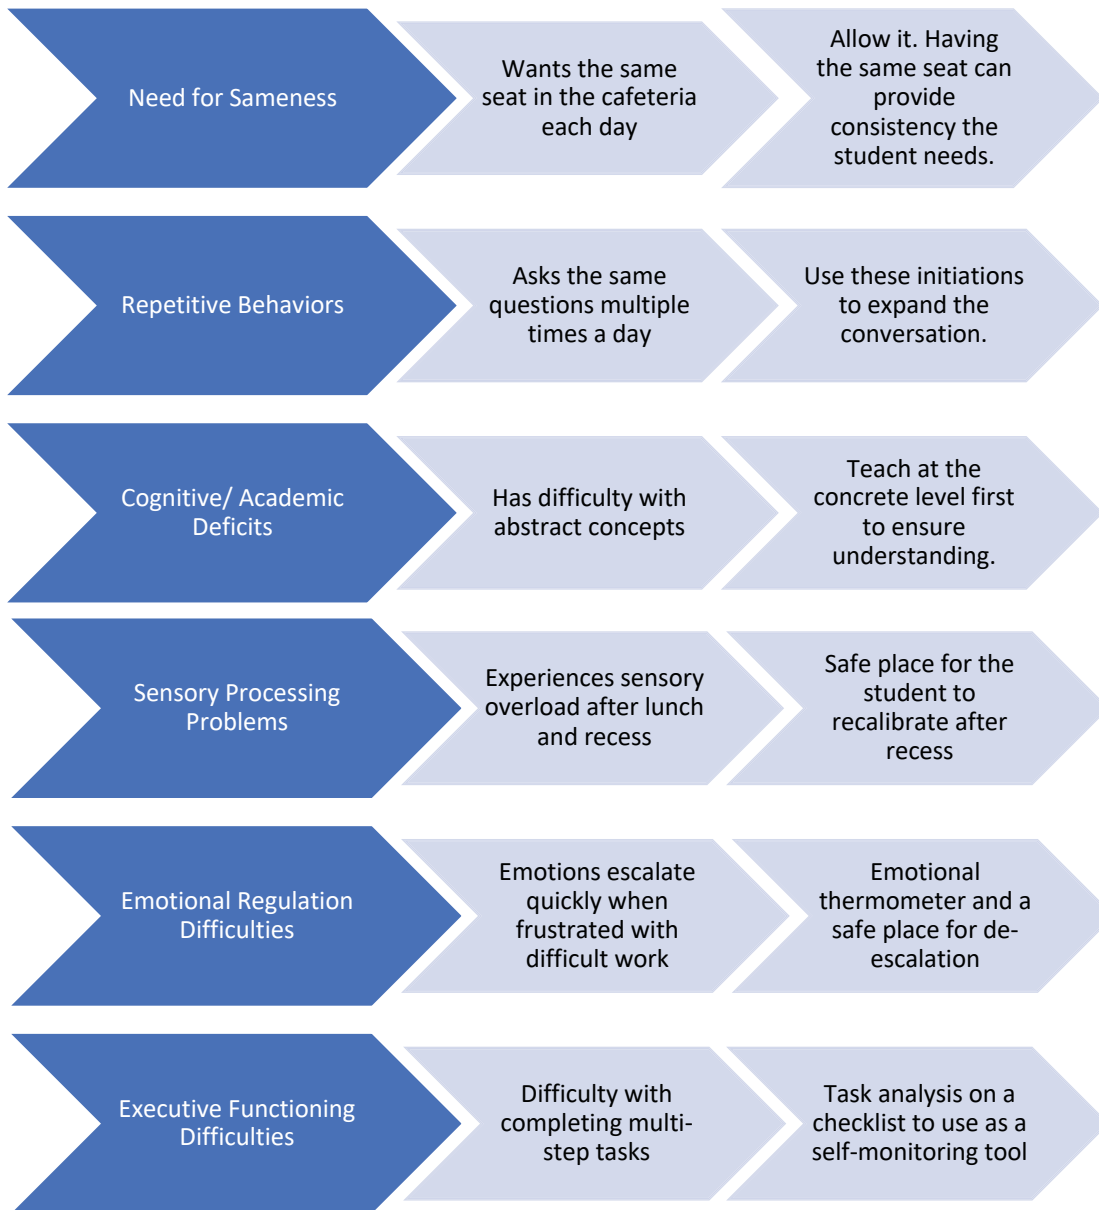 Need for Sameness
Wants the same
seat in the cafeteria
each day
Allow it. Having
the same seat can
provide
consistency the
student needs.
Repetitive Behaviors
Asks the same
questions multiple
times a day
Use these initiations
to expand the
conversation.
Cognitive/ Academic
Deficits
Has difficulty with
abstract concepts
Teach at the
concrete level first
to ensure
understanding.
Sensory Processing
Problems
Experiences sensory
overload after lunch
and recess
Safe place for the
student to
recalibrate after
recess
Emotional Regulation
Difficulties
Emotions escalate
quickly when
frustrated with
difficult work
Emotional
thermometer and a
safe place for de-
escalation
Executive Functioning
Difficulties
Difficulty with
completing multi-
step tasks
Task analysis on a
checklist to use as a
self-monitoring tool